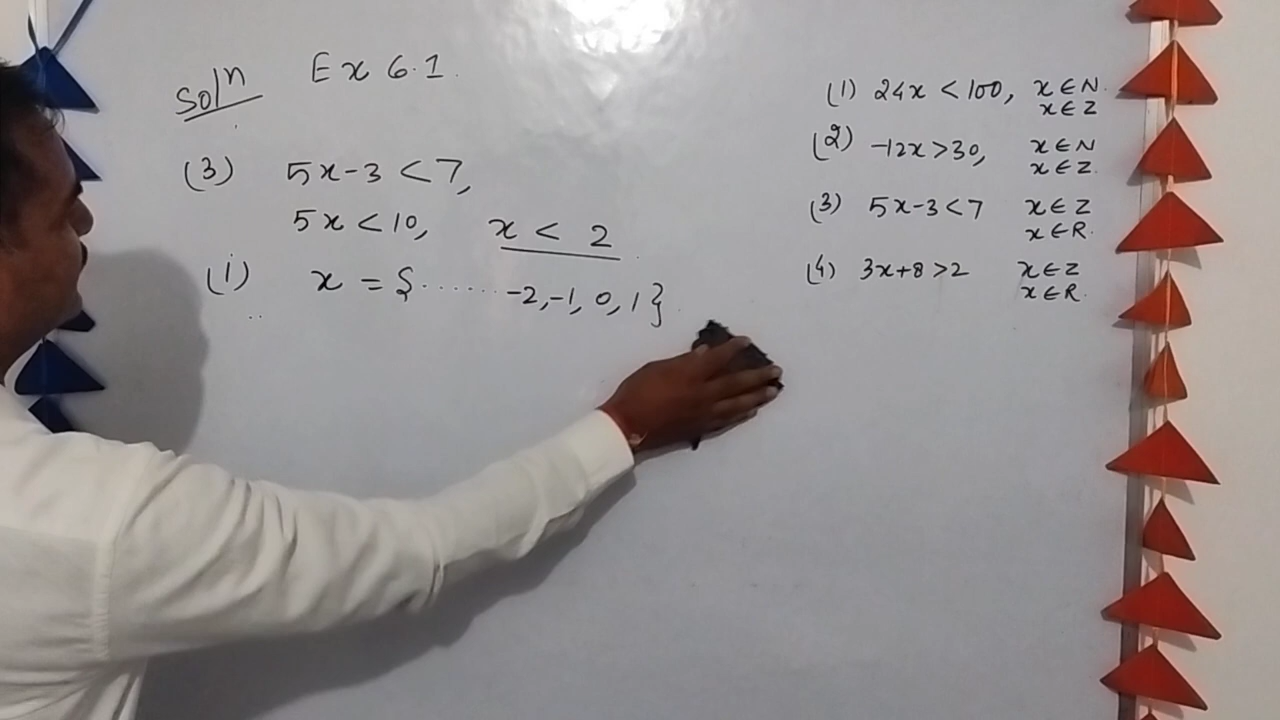 Solⁿ Ex 6.1.
(3) 5x-3<7,
5x<10, x < 2
(i) x = {......-2,-1, 0, 1}
(1) 24x <100, x∈N.
x∈Z
(2) -12x>30, x∈N
x∈Z.
(3) 5x-3<7 x∈Z
x∈R.
(4) 3x+8>2 x∈Z
x∈R.